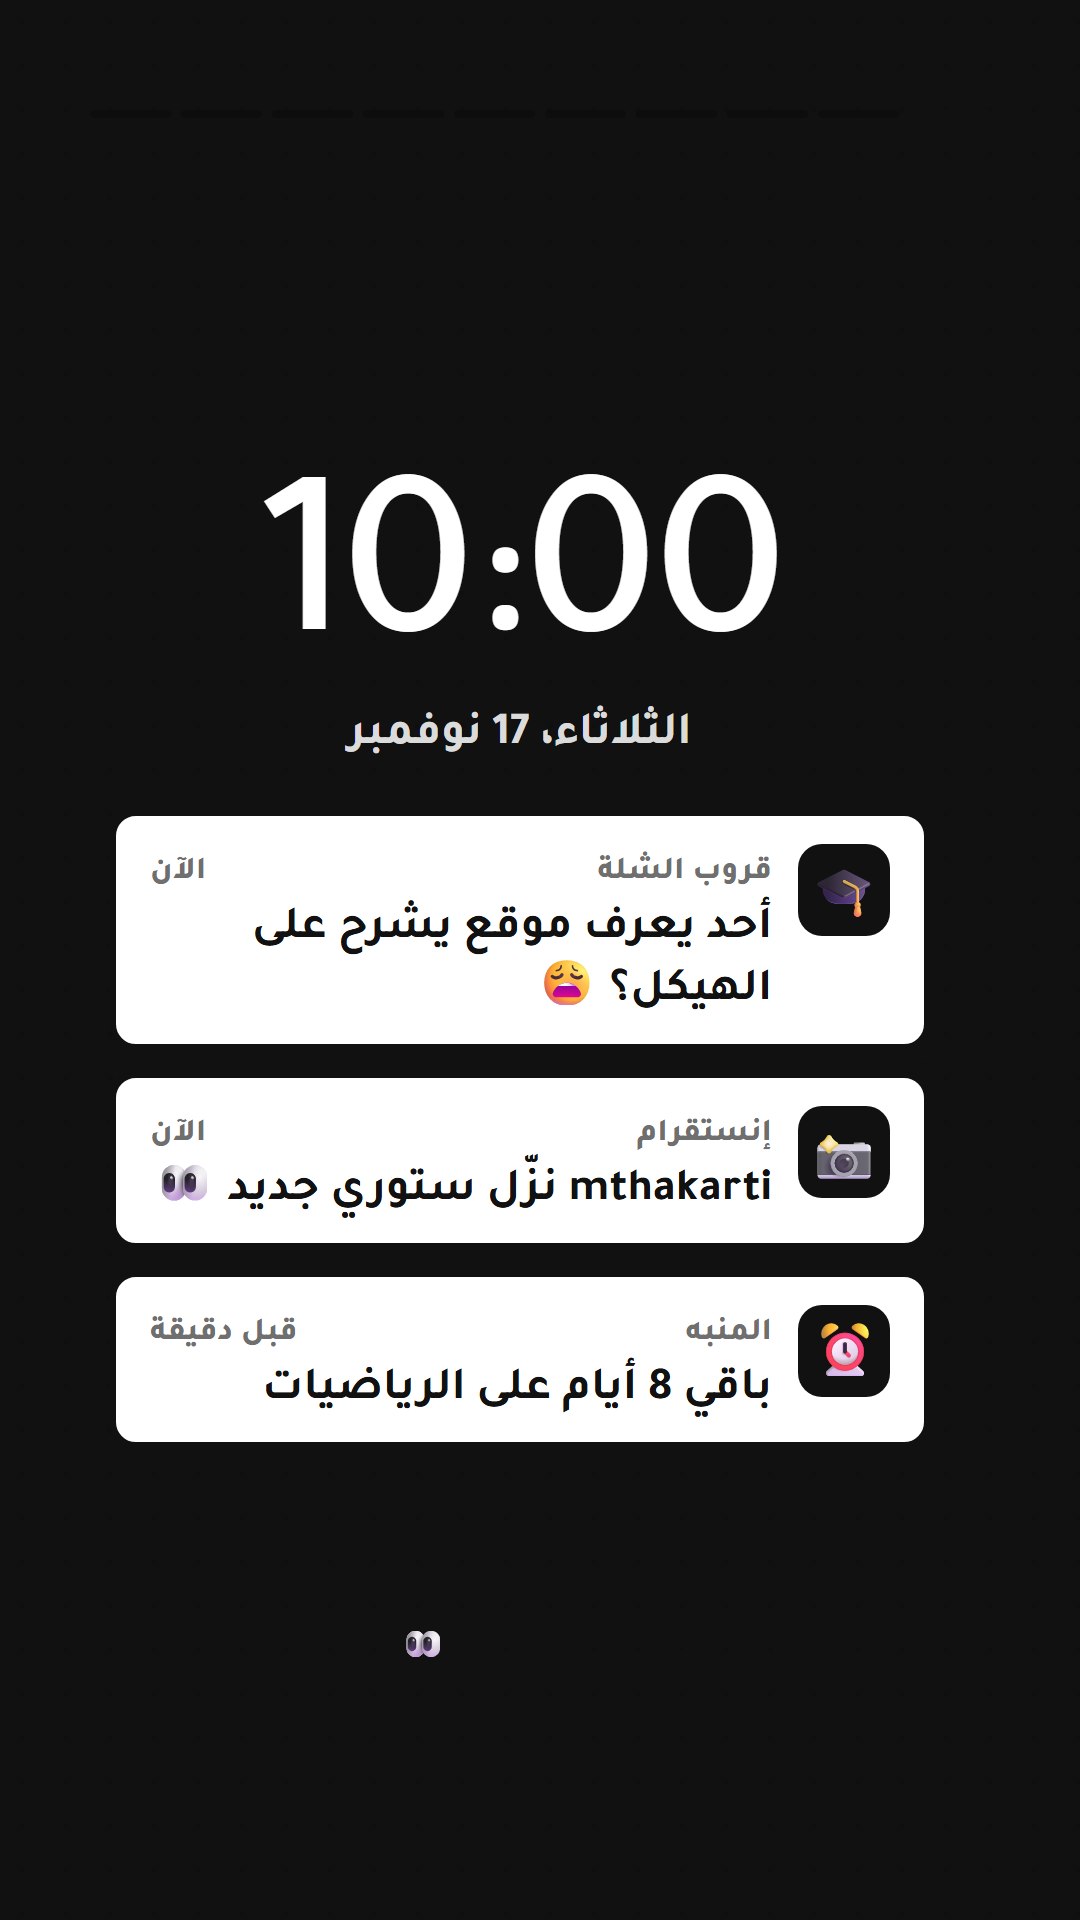 10:00
الثلاثاء، 17 نوفمبر
قروب الشلة
الآن
أحد يعرف موقع يشرح على
الهيكل؟ 😩
إنستقرام
الآن
mthakarti نزّل ستوري جديد 👀
المنبه
قبل دقيقة
باقي 8 أيام على الرياضيات
👀